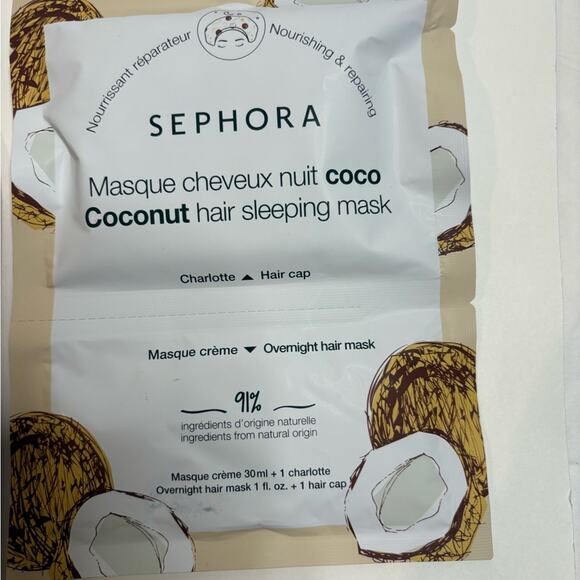 Nourrissant réparateur
Nourishing & repairing
SEPHORA
Masque cheveux nuit coco
Coconut hair sleeping mask
Charlotte ▲ Hair cap
Masque crème ▼ Overnight hair mask
91%
ingrédients d'origine naturelle
ingredients from natural origin
Masque crème 30ml + 1 charlotte
Overnight hair mask 1 fl. oz. + 1 hair cap